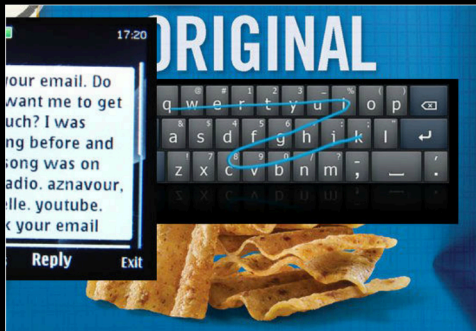 17:20
ORIGINAL
your email. Do
want me to get
uch? I was
ng before and
song was on
adio. aznavour,
elle. youtube.
k your email
Reply Exit
q w e r t y u i o p
a s d f g h j k l
z x c v b n m ; .